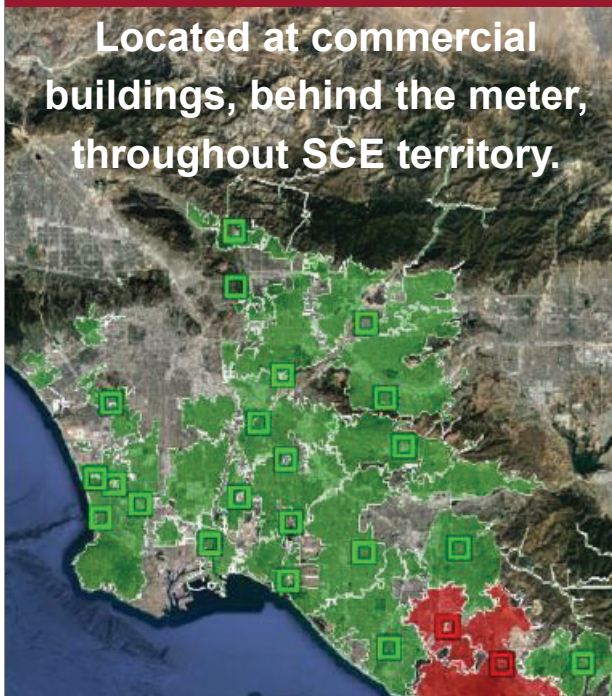 Located at commercial
buildings, behind the meter,
throughout SCE territory.